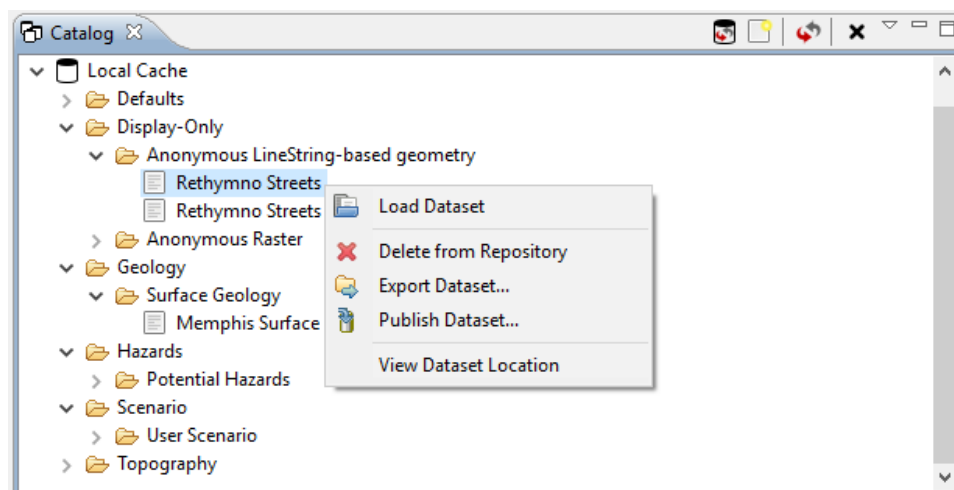 Catalog
Local Cache
Defaults
Display-Only
Anonymous LineString-based geometry
Rethymno Streets
Rethymno Streets
Anonymous Raster
Geology
Surface Geology
Memphis Surface
Hazards
Potential Hazards
Scenario
User Scenario
Topography
Load Dataset
Delete from Repository
Export Dataset...
Publish Dataset...
View Dataset Location